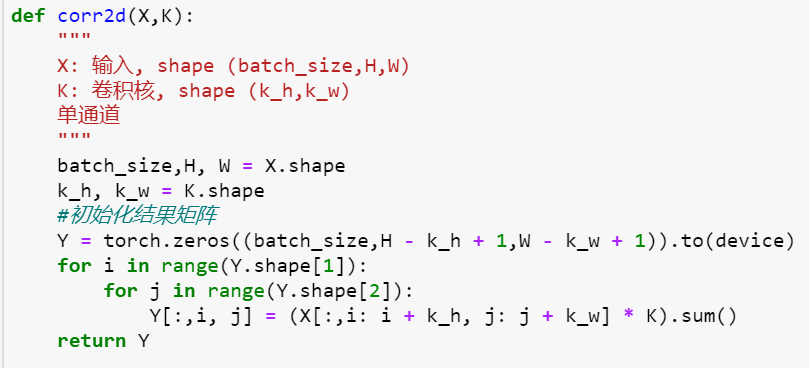 def corr2d(X,K):
    """
    X: 输入, shape (batch_size,H,W)
    K: 卷积核, shape (k_h,k_w)
    单通道
    """
    batch_size,H, W = X.shape
    k_h, k_w = K.shape
    #初始化结果矩阵
    Y = torch.zeros((batch_size,H - k_h + 1,W - k_w + 1)).to(device)
    for i in range(Y.shape[1]):
        for j in range(Y.shape[2]):
            Y[:,i, j] = (X[:,i: i + k_h, j: j + k_w] * K).sum()
    return Y